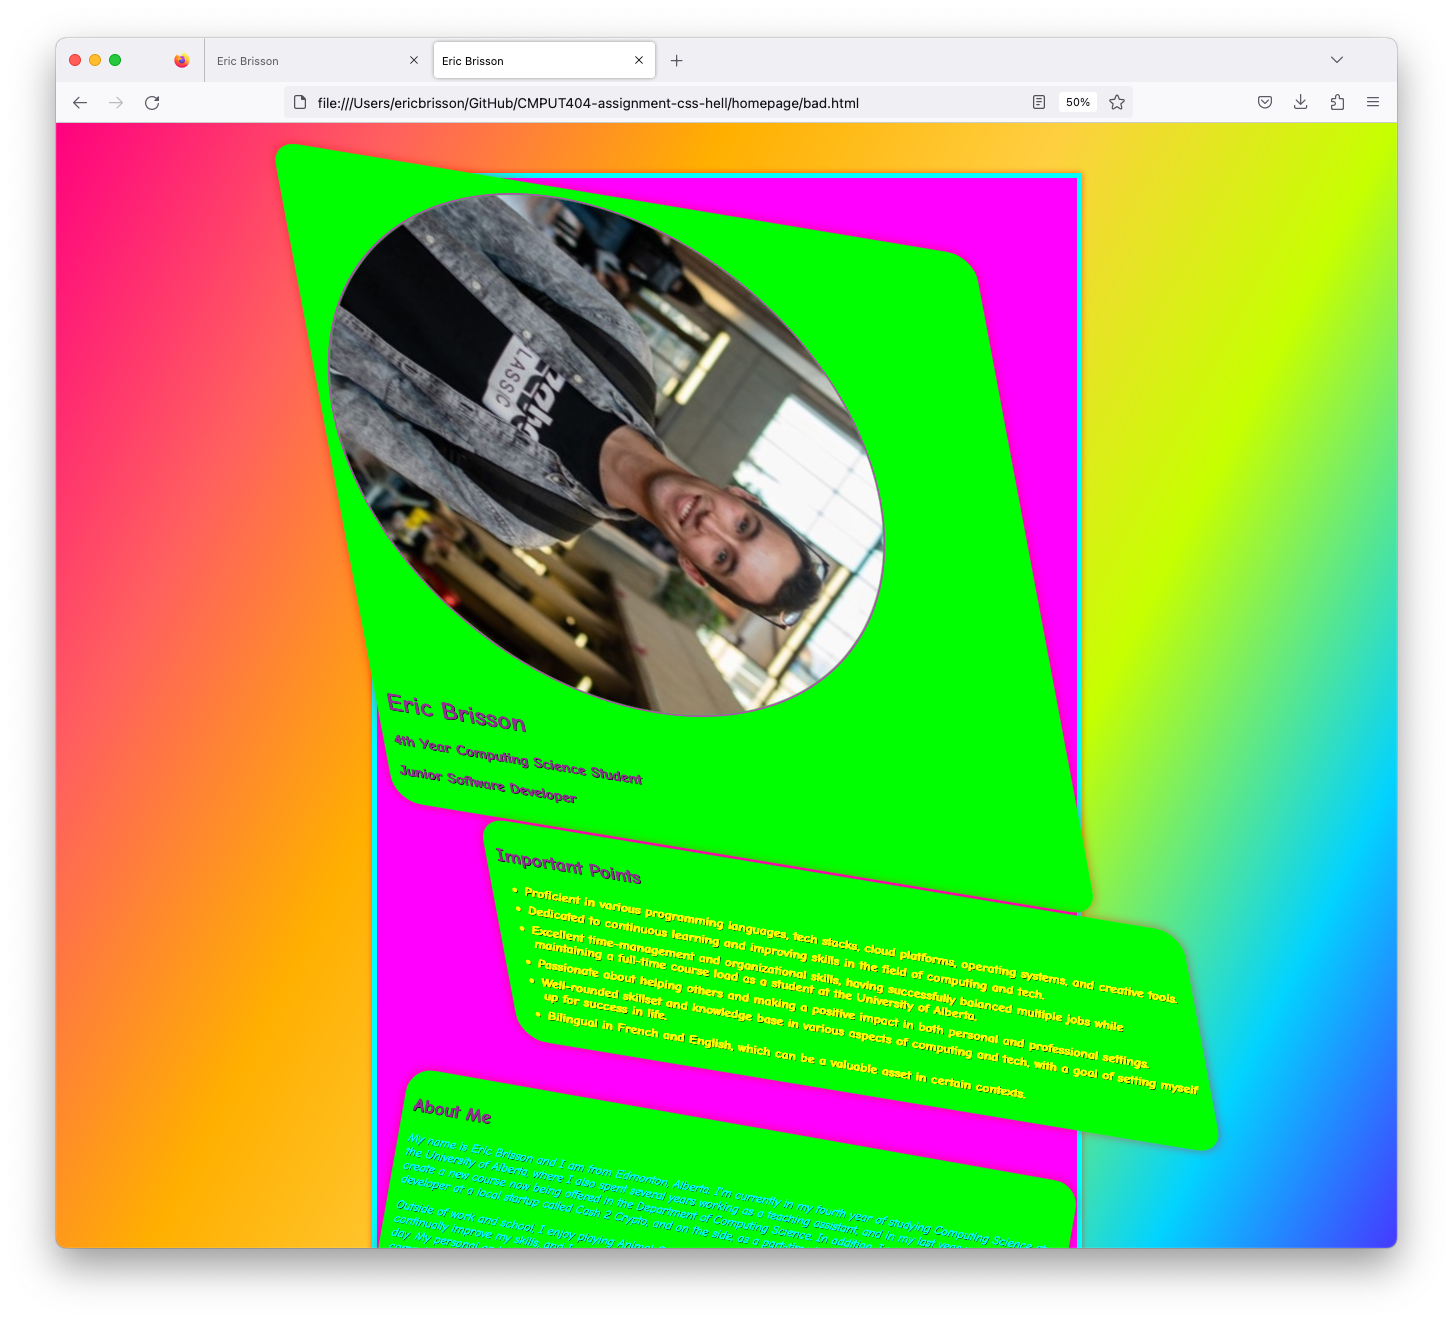 Eric Brisson
Eric Brisson
file:///Users/ericbrisson/GitHub/CMPUT404-assignment-css-hell/homepage/bad.html
50%
CLASSIC
Eric Brisson
4th Year Computing Science Student
Junior Software Developer
Important Points
Proficient in various programming languages, tech stacks, cloud platforms, operating systems, and creative tools.
Dedicated to continuous learning and improving skills in the field of computing and tech.
Excellent time-management and organizational skills, having successfully balanced multiple jobs while
maintaining a full-time course load as a student at the University of Alberta.
Passionate about helping others and making a positive impact in both personal and professional settings.
Well-rounded skillset and knowledge base in various aspects of computing and tech, with a goal of setting myself
up for success in life.
Bilingual in French and English, which can be a valuable asset in certain contexts.
About Me
My name is Eric Brisson and I am from Edmonton, Alberta. I'm currently in my fourth year of studying Computing Science at
the University of Alberta, where I also spent several years working as a teaching assistant, and in my last year
create a new course now being offered in the Department of Computing Science. In addition, I
developer at a local startup called Cash 2 Crypto, and on the side, as a
Outside of work and school, I enjoy playing Animal
continually improve my skills, and
day. My personal